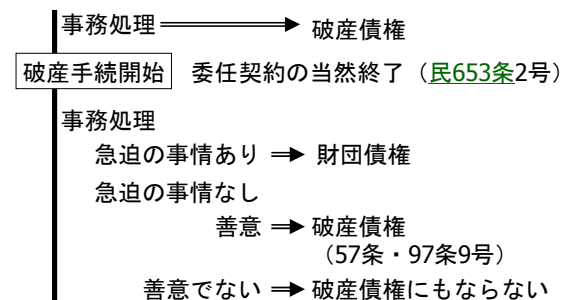 事務処理 破産債権
破産手続開始 委任契約の当然終了（民653条2号）
事務処理
急迫の事情あり 財団債権
急迫の事情なし
善意 破産債権
（57条・97条9号）
善意でない 破産債権にもならない